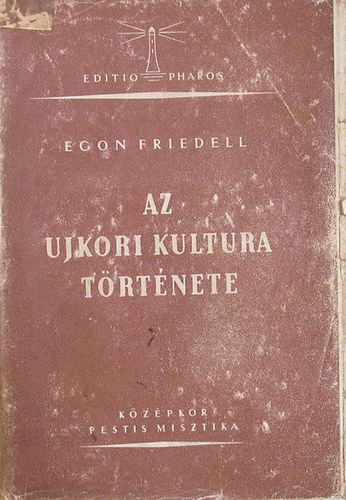 EDITIO PHAROS
EGON FRIEDELL
AZ
UJKORI KULTURA
TÖRTÉNETE
KÖZÉPKOR
PESTIS MISZTIKA